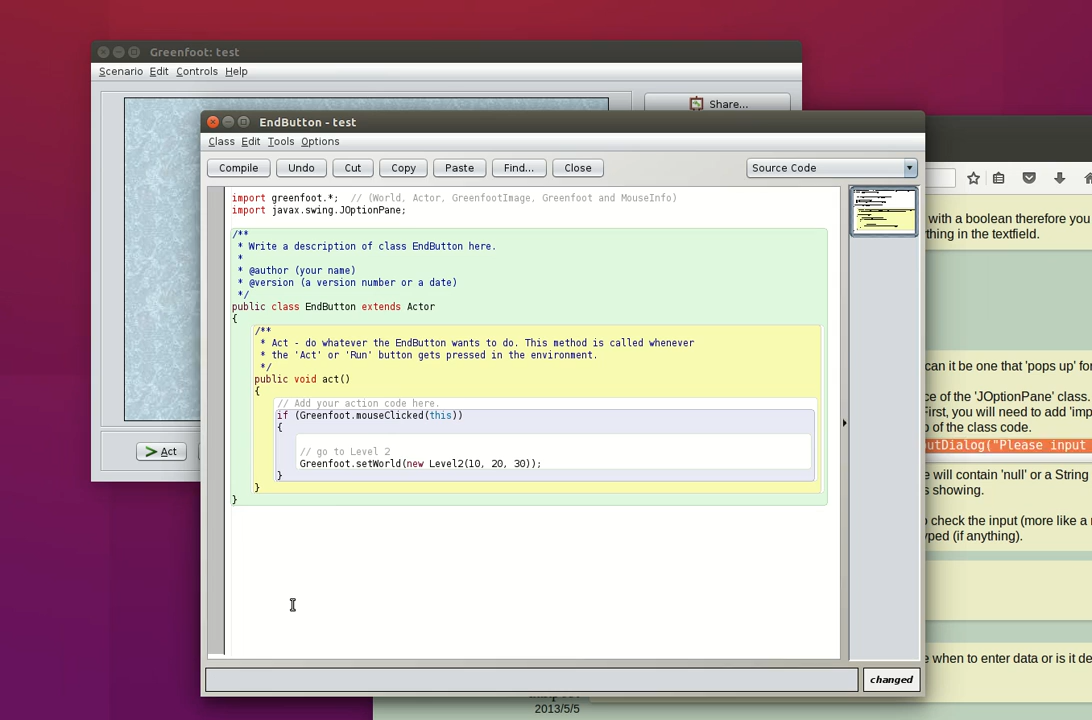 Greenfoot: test
Scenario Edit Controls Help
Share...
EndButton - test
Class Edit Tools Options
Compile Undo Cut Copy Paste Find... Close Source Code
import greenfoot.*;  // (World, Actor, GreenfootImage, Greenfoot and MouseInfo)
import javax.swing.JOptionPane;
/**
* Write a description of class EndButton here.
*
* @author (your name)
* @version (a version number or a date)
*/
public class EndButton extends Actor
{
/**
* Act - do whatever the EndButton wants to do. This method is called whenever
* the 'Act' or 'Run' button gets pressed in the environment.
*/
public void act()
{
// Add your action code here.
if (Greenfoot.mouseClicked(this))
{
// go to Level 2
Greenfoot.setWorld(new Level2(10, 20, 30));
}
}
}
> Act
changed
with a boolean therefore you
thing in the textfield.
can it be one that 'pops up' for
ce of the 'JOptionPane' class.
First, you will need to add 'imp
of the class code.
utDialog("Please input
e will contain 'null' or a String
s showing.
check the input (more like a
yped (if anything).
e when to enter data or is it de
2013/5/5